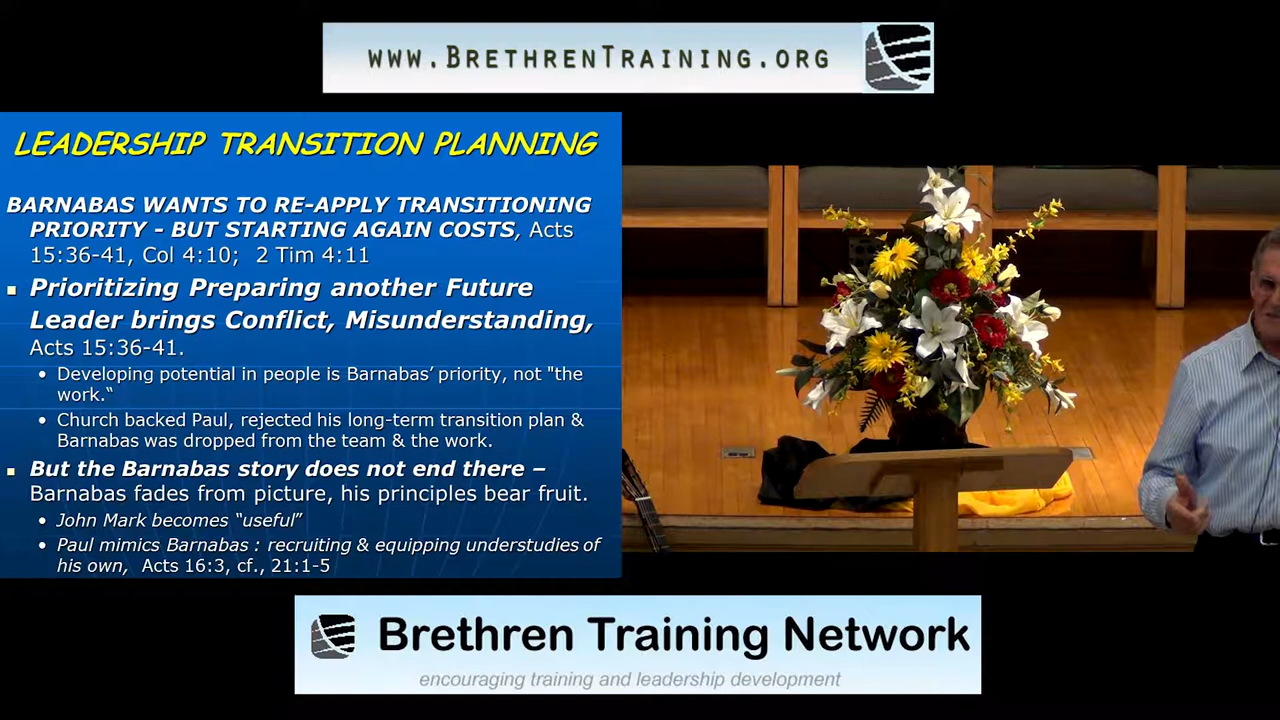 www.BrethrenTraining.org
LEADERSHIP TRANSITION PLANNING
BARNABAS WANTS TO RE-APPLY TRANSITIONING
PRIORITY - BUT STARTING AGAIN COSTS, Acts
15:36-41, Col 4:10;  2 Tim 4:11
Prioritizing Preparing another Future
Leader brings Conflict, Misunderstanding,
Acts 15:36-41.
• Developing potential in people is Barnabas’ priority, not "the
work.“
• Church backed Paul, rejected his long-term transition plan &
Barnabas was dropped from the team & the work.
But the Barnabas story does not end there –
Barnabas fades from picture, his principles bear fruit.
• John Mark becomes “useful”
• Paul mimics Barnabas : recruiting & equipping understudies of
his own,  Acts 16:3, cf., 21:1-5
Brethren Training Network
encouraging training and leadership development